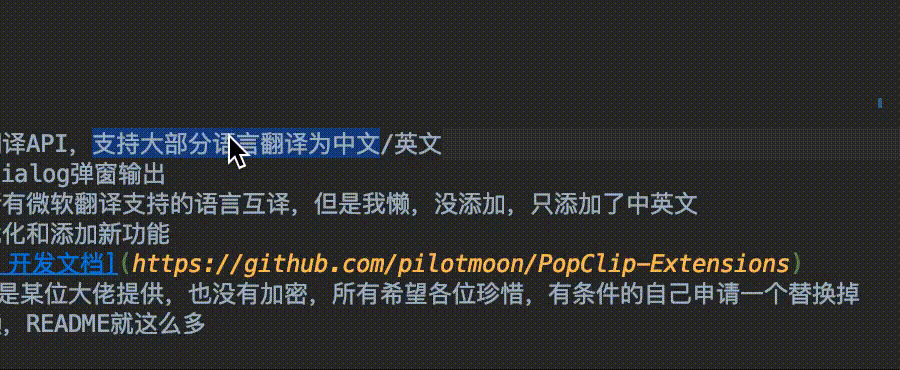 译API，支持大部分语言翻译为中文/英文
ialog弹窗输出
有微软翻译支持的语言互译，但是我懒，没添加，只添加了中英文
化和添加新功能
开发文档](https://github.com/pilotmoon/PopClip-Extensions)
是某位大佬提供，也没有加密，所有希望各位珍惜，有条件的自己申请一个替换掉
，README就这么多